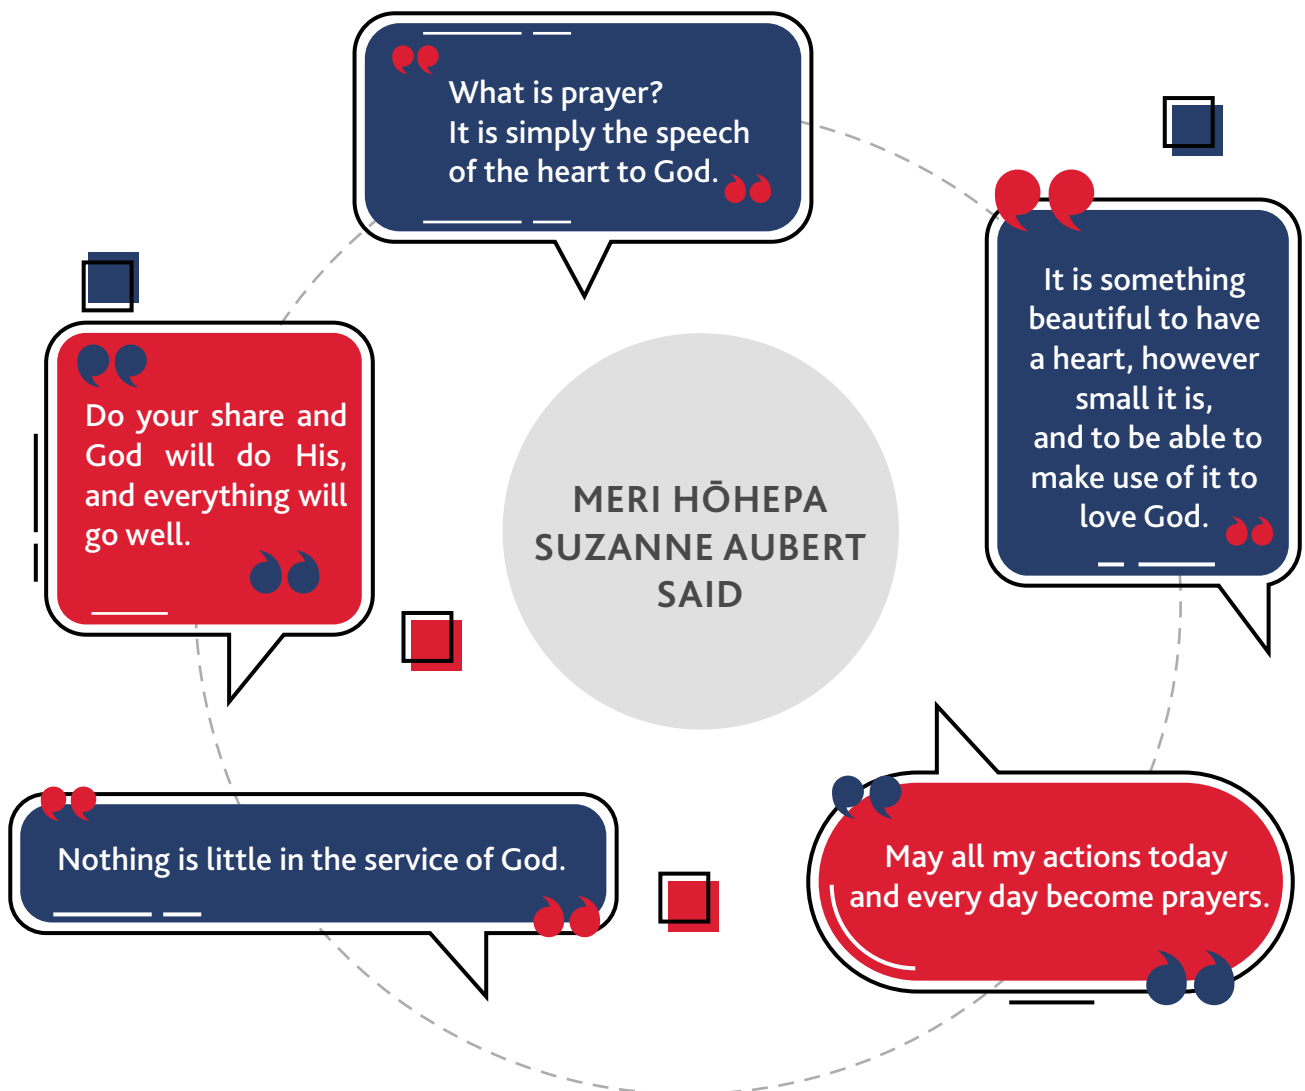 What is prayer?
It is simply the speech
of the heart to God.
It is something
beautiful to have
a heart, however
small it is,
and to be able to
make use of it to
love God.
Do your share and
God will do His,
and everything will
go well.
MERI HŌHEPA
SUZANNE AUBERT
SAID
Nothing is little in the service of God.
May all my actions today
and every day become prayers.